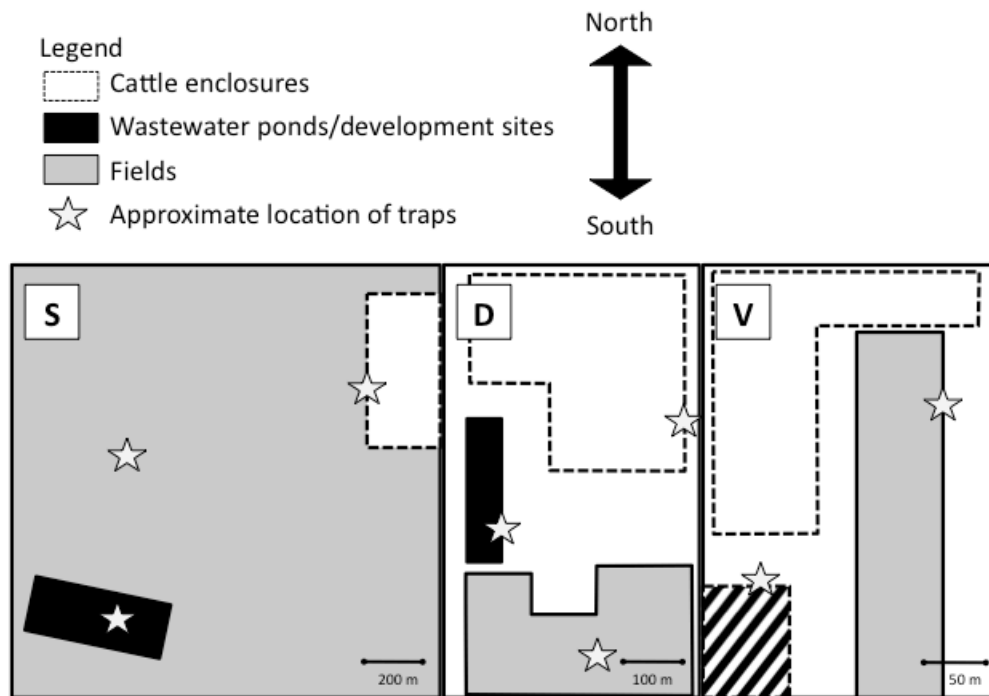 North
Legend
Cattle enclosures
Wastewater ponds/development sites
Fields
Approximate location of traps
South
S
D
V
200 m
100 m
50 m